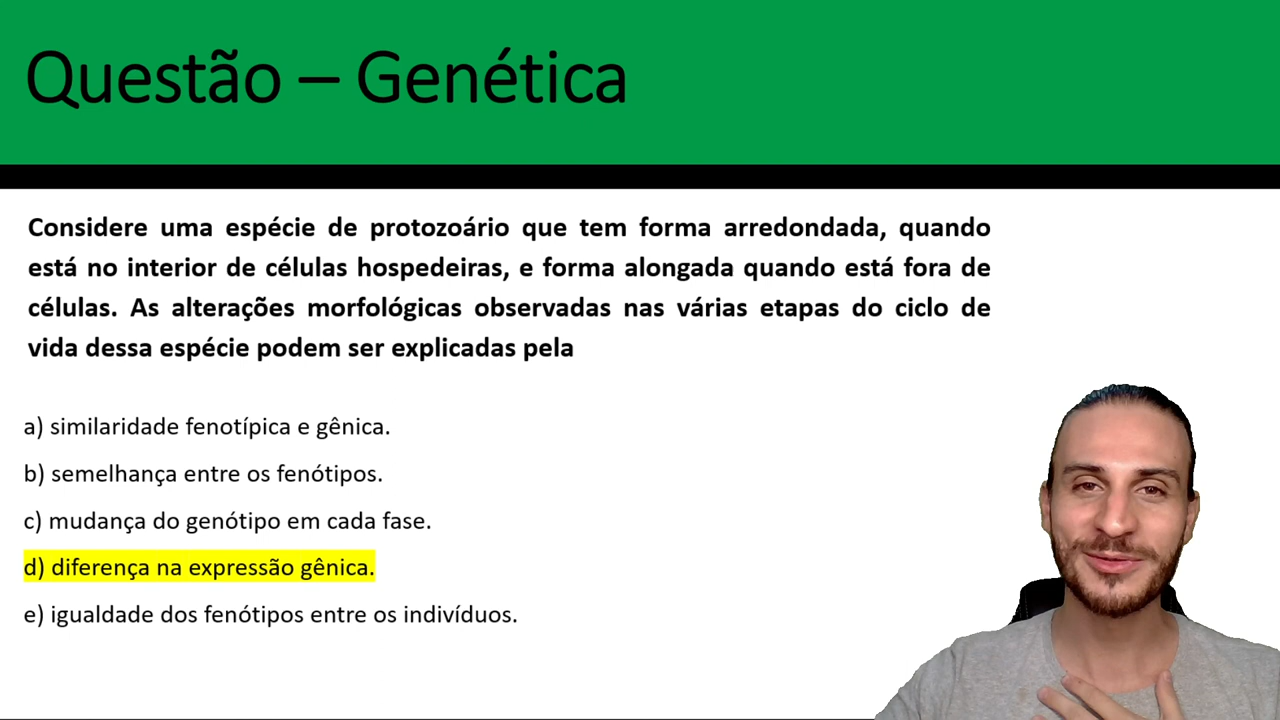 Questão – Genética
Considere uma espécie de protozoário que tem forma arredondada, quando
está no interior de células hospedeiras, e forma alongada quando está fora de
células. As alterações morfológicas observadas nas várias etapas do ciclo de
vida dessa espécie podem ser explicadas pela
a) similaridade fenotípica e gênica.
b) semelhança entre os fenótipos.
c) mudança do genótipo em cada fase.
d) diferença na expressão gênica.
e) igualdade dos fenótipos entre os indivíduos.